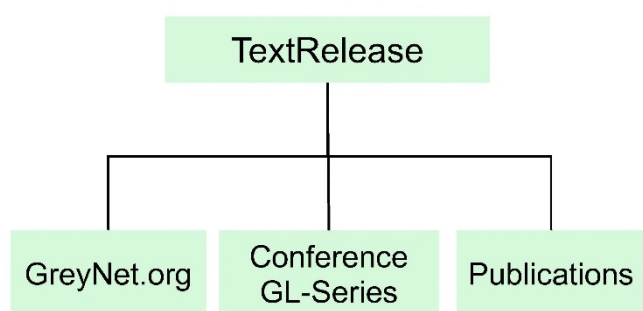 TextRelease
GreyNet.org
Conference
GL-Series
Publications